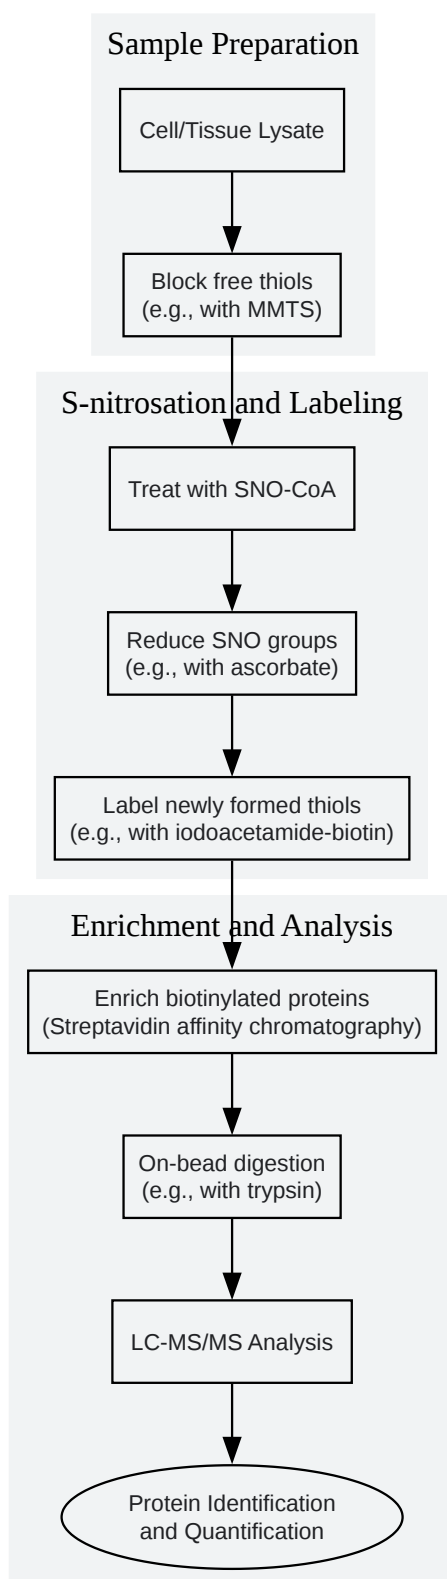 Sample Preparation
Cell/Tissue Lysate
Block free thiols
(e.g., with MMTS)
S-nitrosation and Labeling
Treat with SNO-CoA
Reduce SNO groups
(e.g., with ascorbate)
Label newly formed thiols
(e.g., with iodoacetamide-biotin)
Enrichment and Analysis
Enrich biotinylated proteins
(Streptavidin affinity chromatography)
On-bead digestion
(e.g., with trypsin)
LC-MS/MS Analysis
Protein Identification
and Quantification